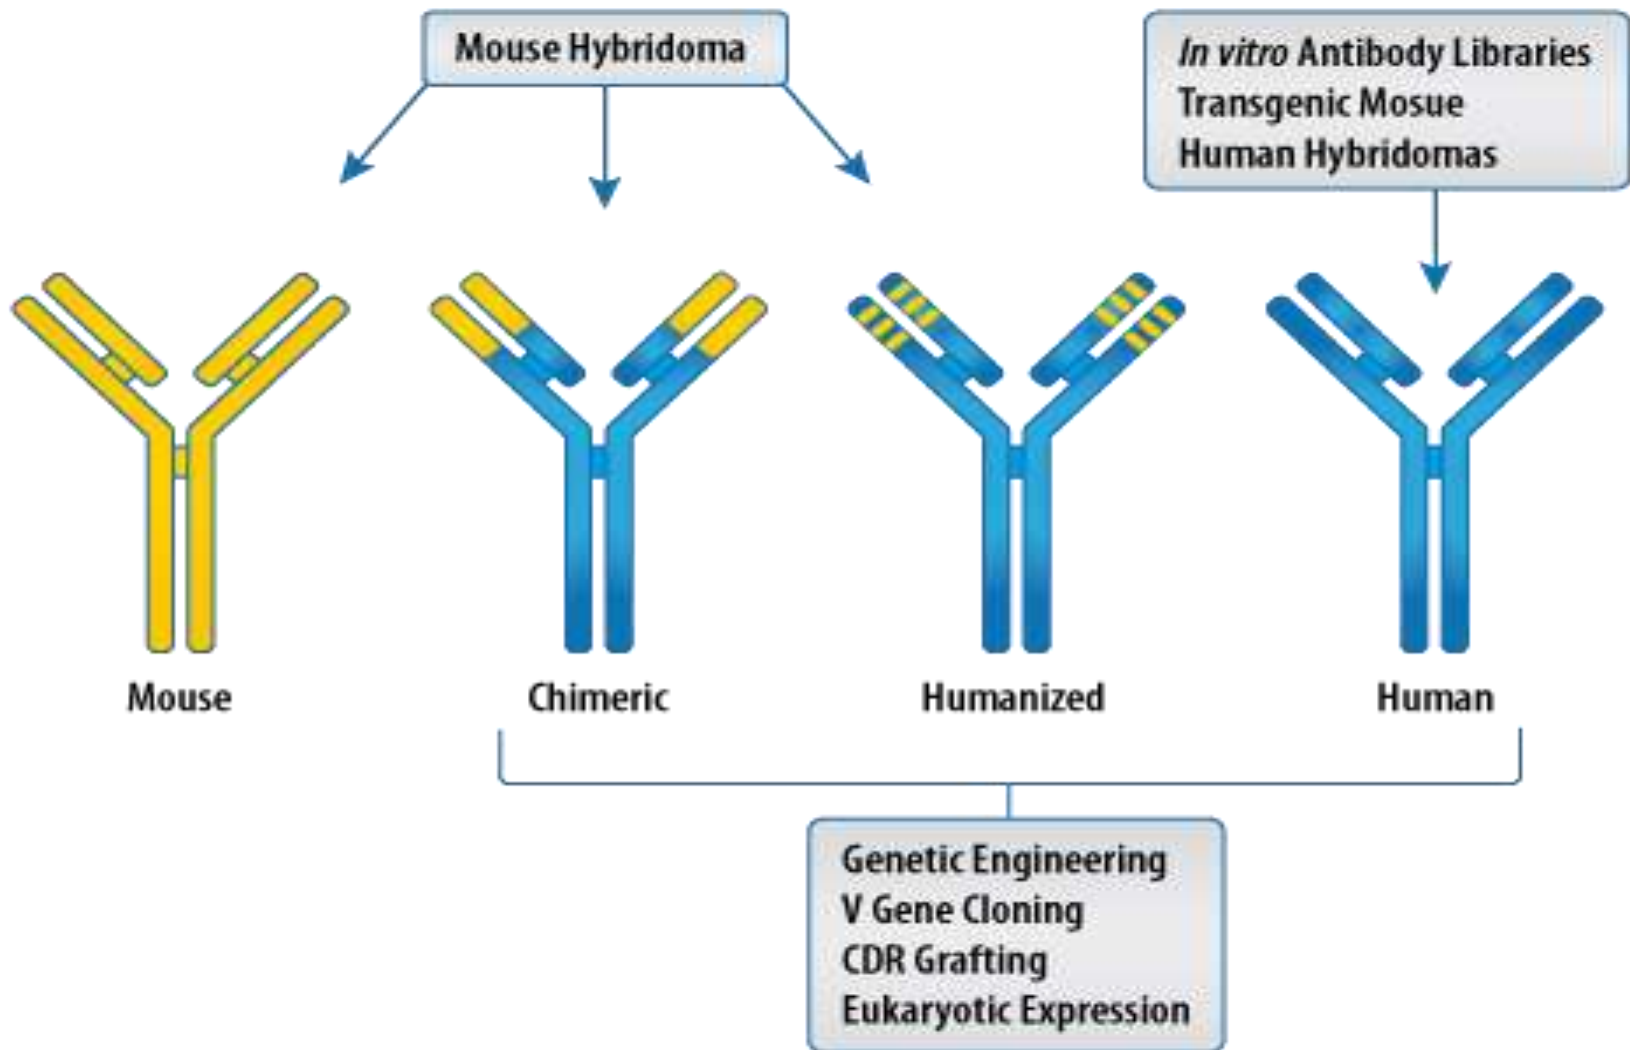 Mouse Hybridoma
In vitro Antibody Libraries
Transgenic Mosue
Human Hybridomas
Mouse
Chimeric
Humanized
Human
Genetic Engineering
V Gene Cloning
CDR Grafting
Eukaryotic Expression